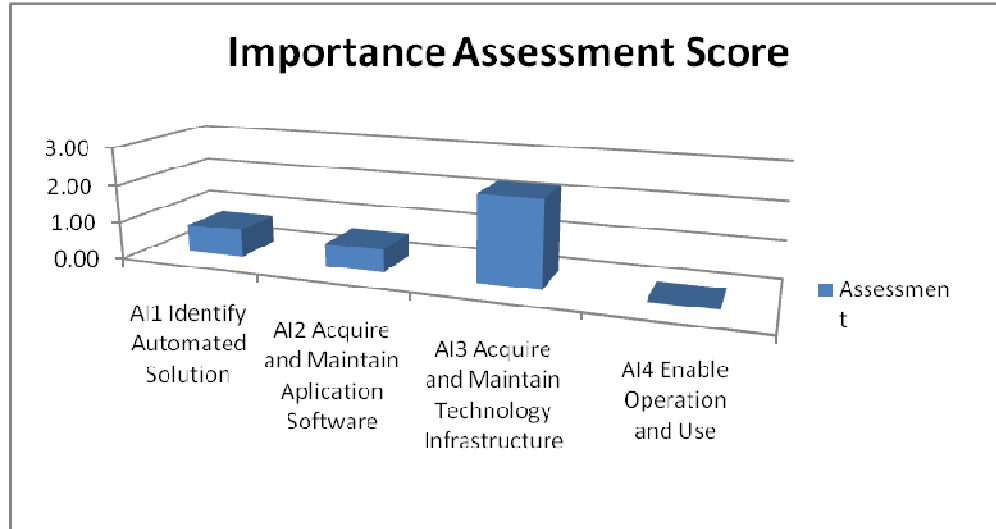 Importance Assessment Score
3.00
2.00
1.00
0.00
AI1 Identify
Automated
Solution
AI2 Acquire
and Maintain
Aplication
Software
AI3 Acquire
and Maintain
Technology
Infrastructure
AI4 Enable
Operation
and Use
Assessmen
t